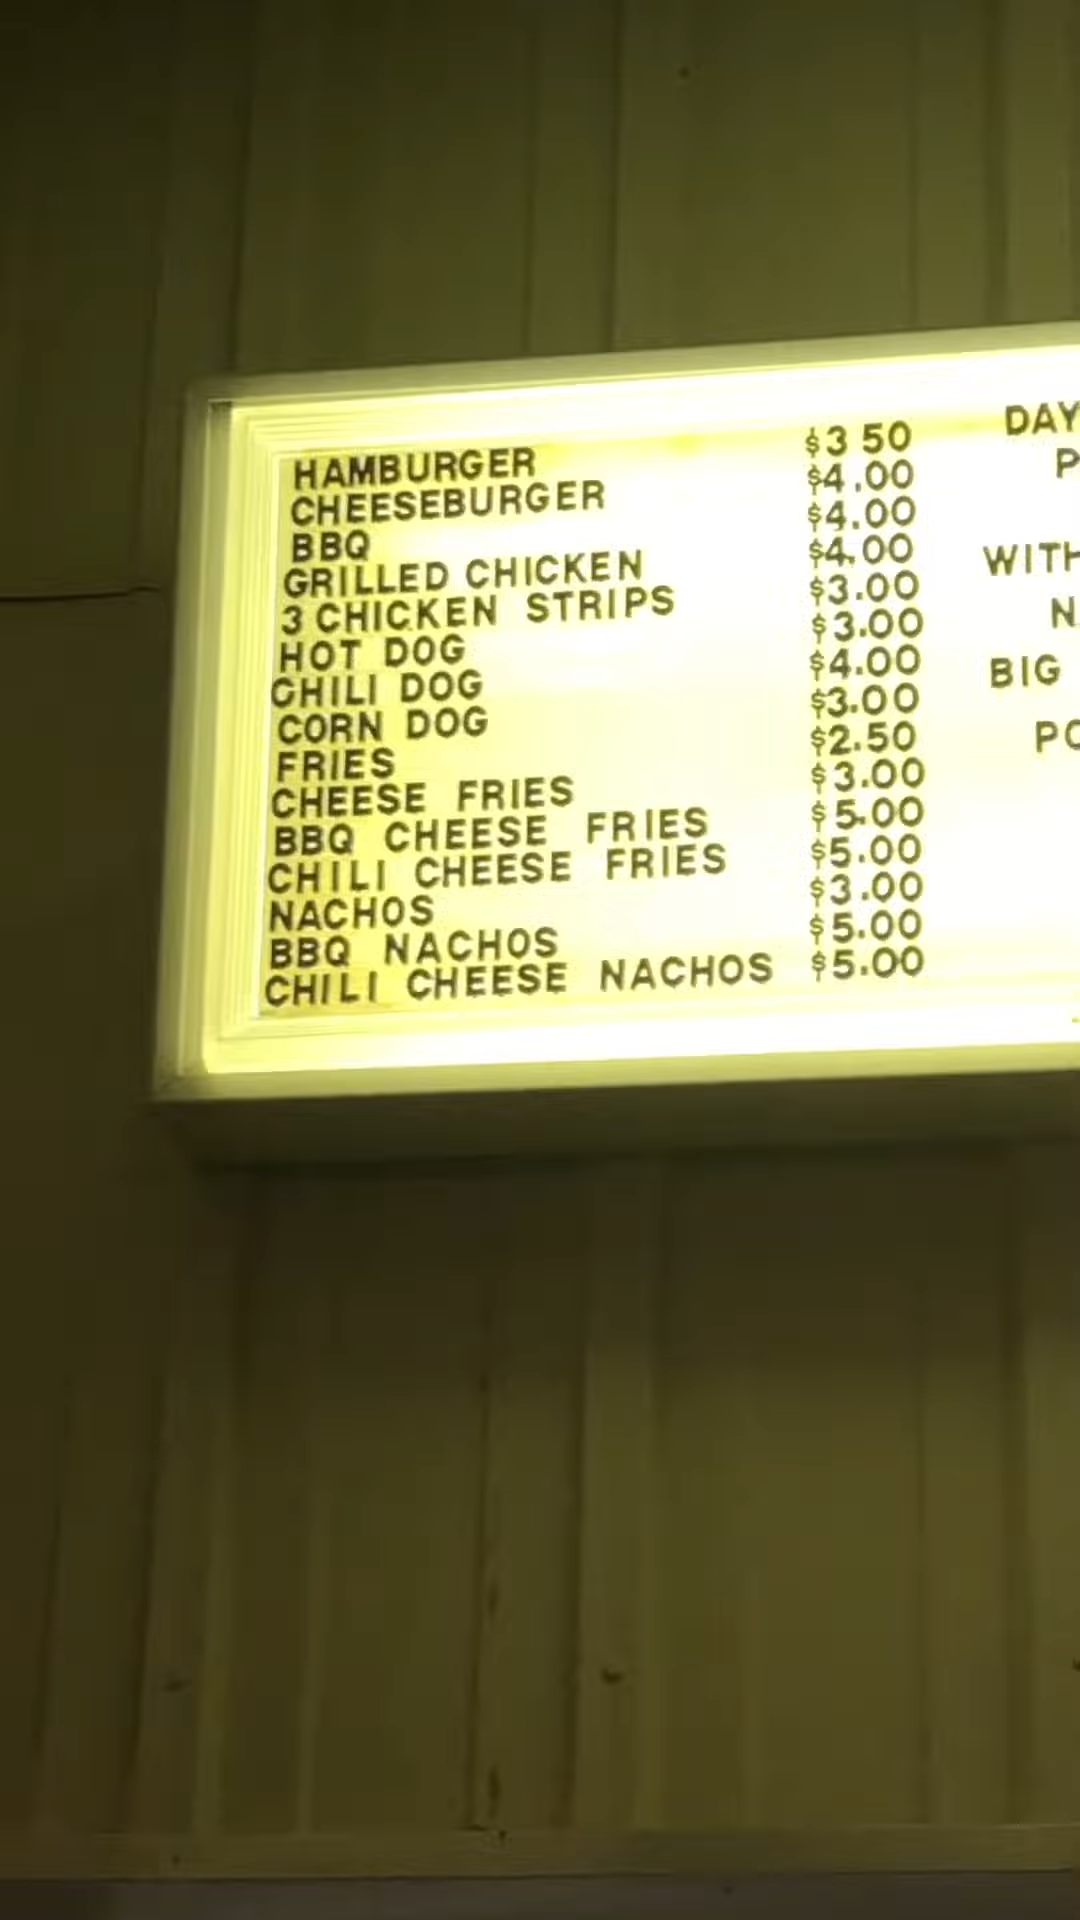 HAMBURGER $3 50
CHEESEBURGER $4.00
BBQ $4.00
GRILLED CHICKEN $4.00
3 CHICKEN STRIPS $3.00
HOT DOG $3.00
CHILI DOG $4.00
CORN DOG $3.00
FRIES $2.50
CHEESE FRIES $3.00
BBQ CHEESE FRIES $5.00
CHILI CHEESE FRIES $5.00
NACHOS $3.00
BBQ NACHOS $5.00
CHILI CHEESE NACHOS $5.00
DAY
WITH
BIG